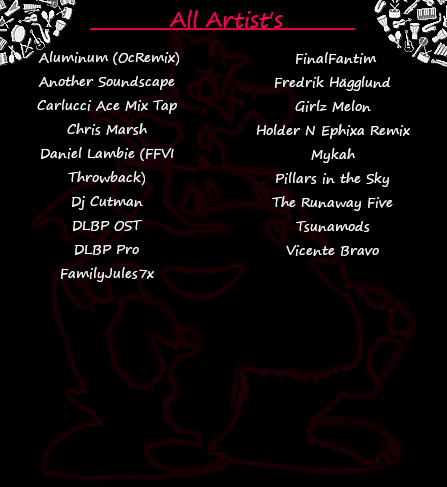 All Artist's
Aluminum (OcRemix)
Another Soundscape
Carlucci Ace Mix Tap
Chris Marsh
Daniel Lambie (FFVI
Throwback)
Dj Cutman
DLBP OST
DLBP Pro
FamilyJules7x
FinalFantim
Fredrik Hägglund
Girlz Melon
Holder N Ephixa Remix
Mykah
Pillars in the Sky
The Runaway Five
Tsunamods
Vicente Bravo